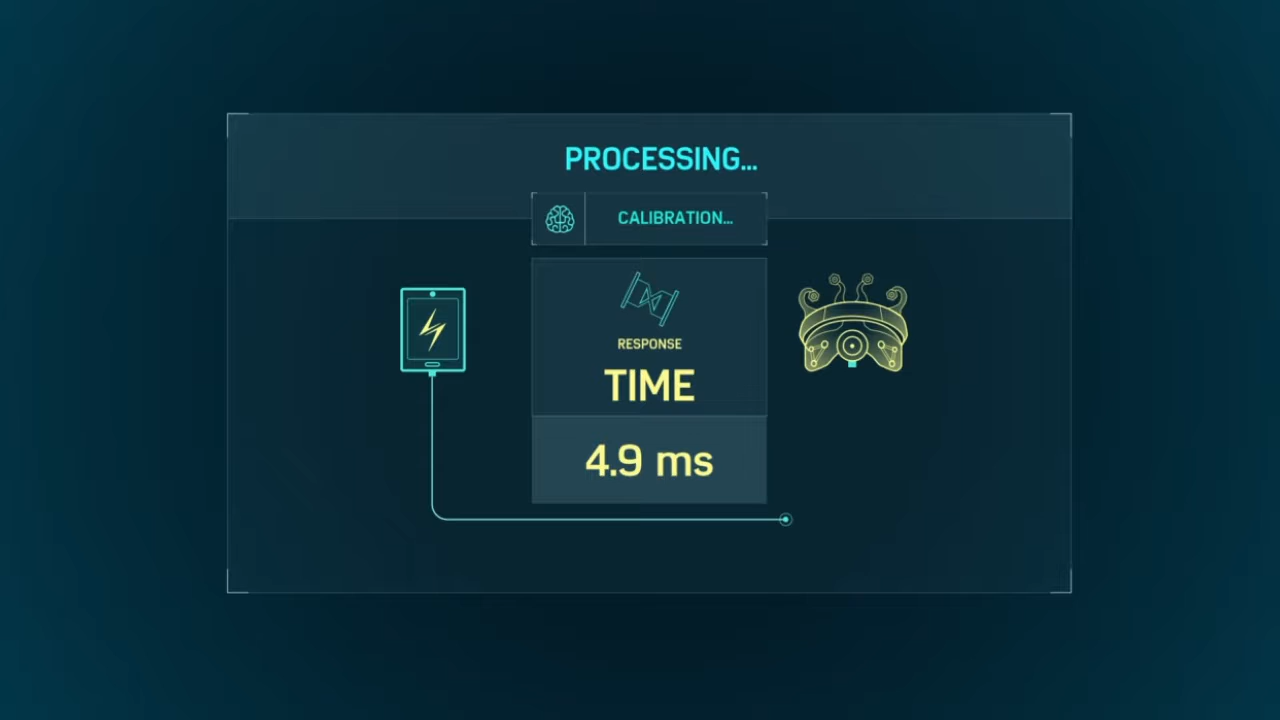 PROCESSING...
CALIBRATION...
RESPONSE
TIME
4.9 ms